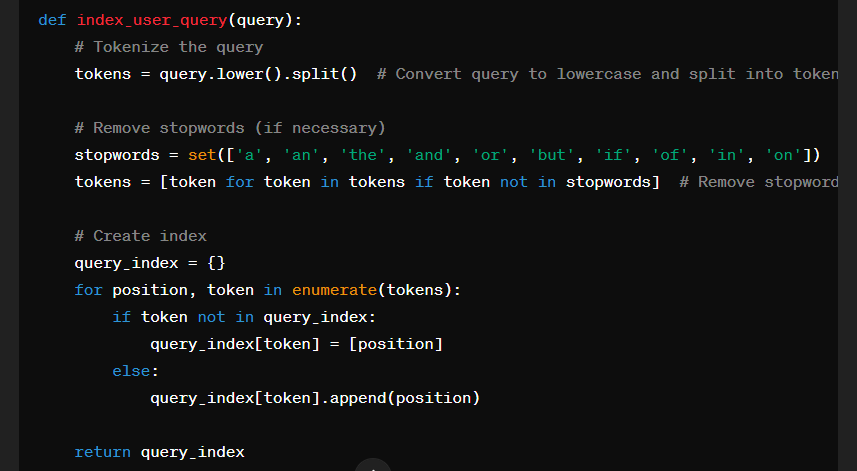 def index_user_query(query):
    # Tokenize the query
    tokens = query.lower().split()  # Convert query to lowercase and split into token
    # Remove stopwords (if necessary)
    stopwords = set(['a', 'an', 'the', 'and', 'or', 'but', 'if', 'of', 'in', 'on'])
    tokens = [token for token in tokens if token not in stopwords]  # Remove stopword
    # Create index
    query_index = {}
    for position, token in enumerate(tokens):
        if token not in query_index:
            query_index[token] = [position]
        else:
            query_index[token].append(position)
    return query_index